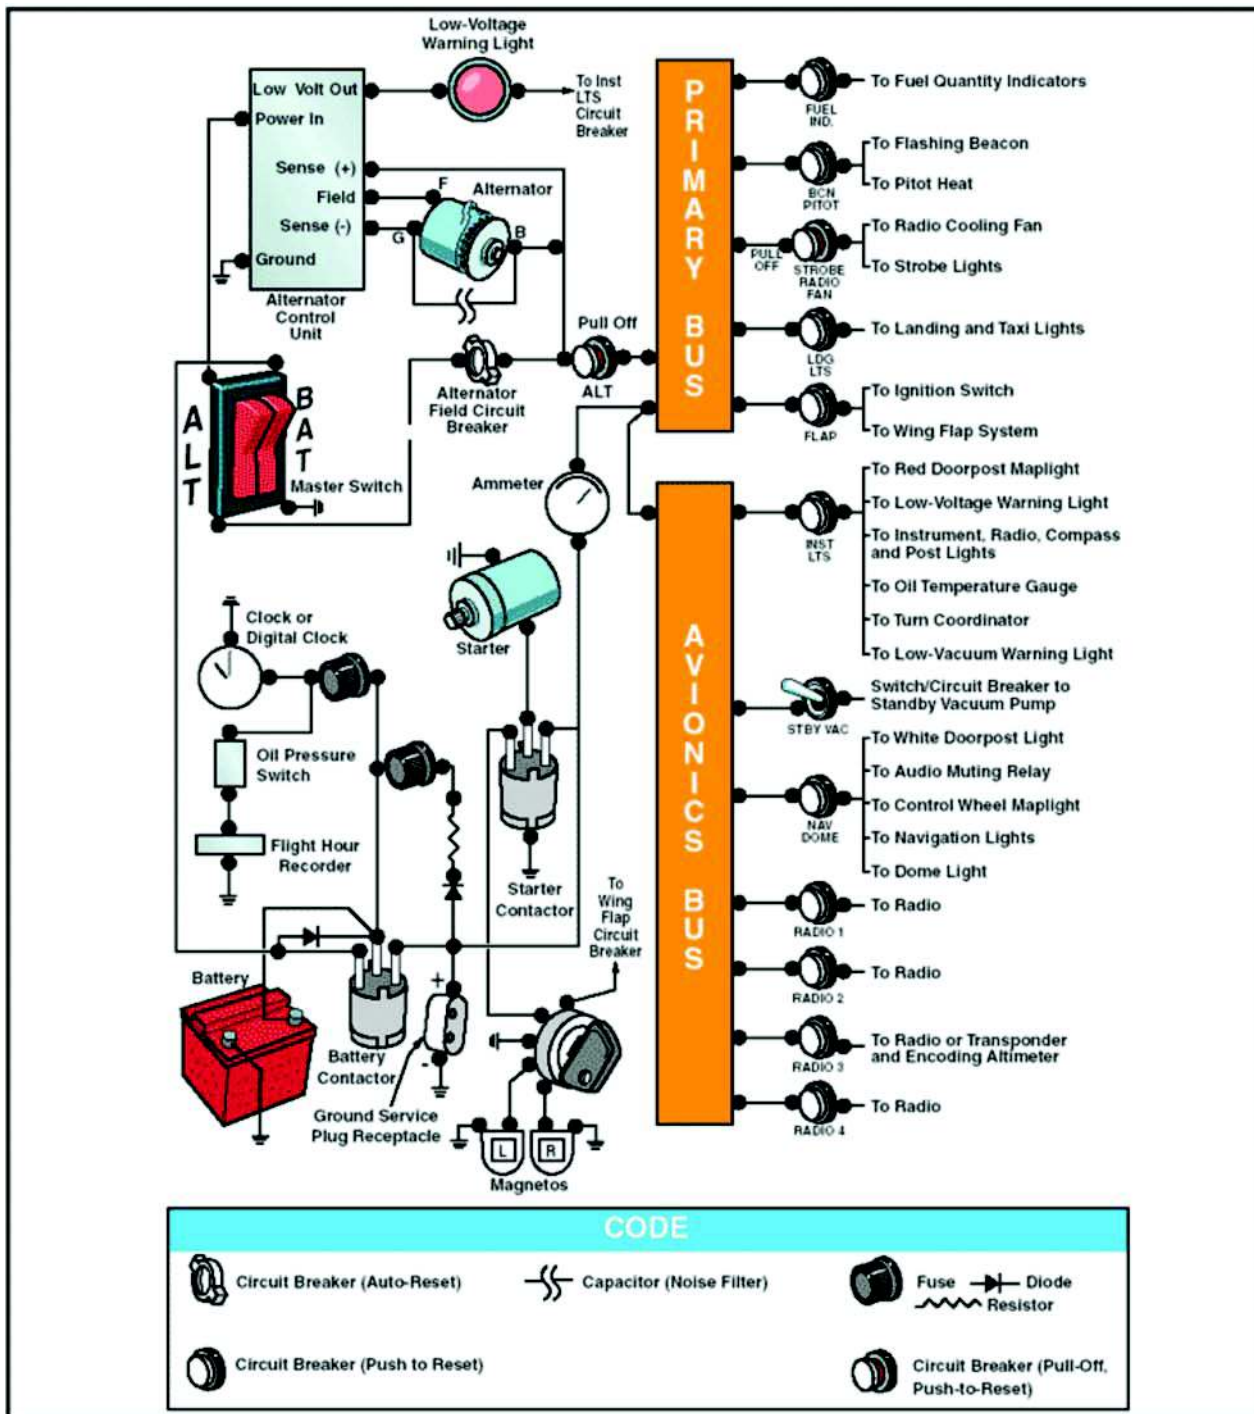 Low-Voltage
Warning Light
Low Volt Out
Power In
Sense (+)
Field
Sense (-)
Ground
Alternator
Control
Unit
To Inst
LTS
Circuit
Breaker
F
Alternator
G
B
Pull Off
ALT
Alternator
Field Circuit
Breaker
ALT
BAT
Master Switch
Ammeter
Clock or
Digital Clock
Starter
Oil Pressure
Switch
Flight Hour
Recorder
Starter
Contactor
To
Wing
Flap
Circuit
Breaker
Battery
+
-
Battery
Contactor
Ground Service
Plug Receptacle
L
R
Magnetos
PRIMARY BUS
FUEL
IND.
To Fuel Quantity Indicators
BCN
PITOT
To Flashing Beacon
To Pitot Heat
PULL
OFF
STROBE
RADIO
FAN
To Radio Cooling Fan
To Strobe Lights
LDG
LTS
To Landing and Taxi Lights
FLAP
To Ignition Switch
To Wing Flap System
AVIONICS BUS
INST
LTS
To Red Doorpost Maplight
To Low-Voltage Warning Light
To Instrument, Radio, Compass
and Post Lights
To Oil Temperature Gauge
To Turn Coordinator
To Low-Vacuum Warning Light
STBY VAC
Switch/Circuit Breaker to
Standby Vacuum Pump
NAV
DOME
To White Doorpost Light
To Audio Muting Relay
To Control Wheel Maplight
To Navigation Lights
To Dome Light
RADIO 1
To Radio
RADIO 2
To Radio
RADIO 3
To Radio or Transponder
and Encoding Altimeter
RADIO 4
To Radio
CODE
Circuit Breaker (Auto-Reset)
Capacitor (Noise Filter)
Fuse
Diode
Resistor
Circuit Breaker (Push to Reset)
Circuit Breaker (Pull-Off,
Push-to-Reset)